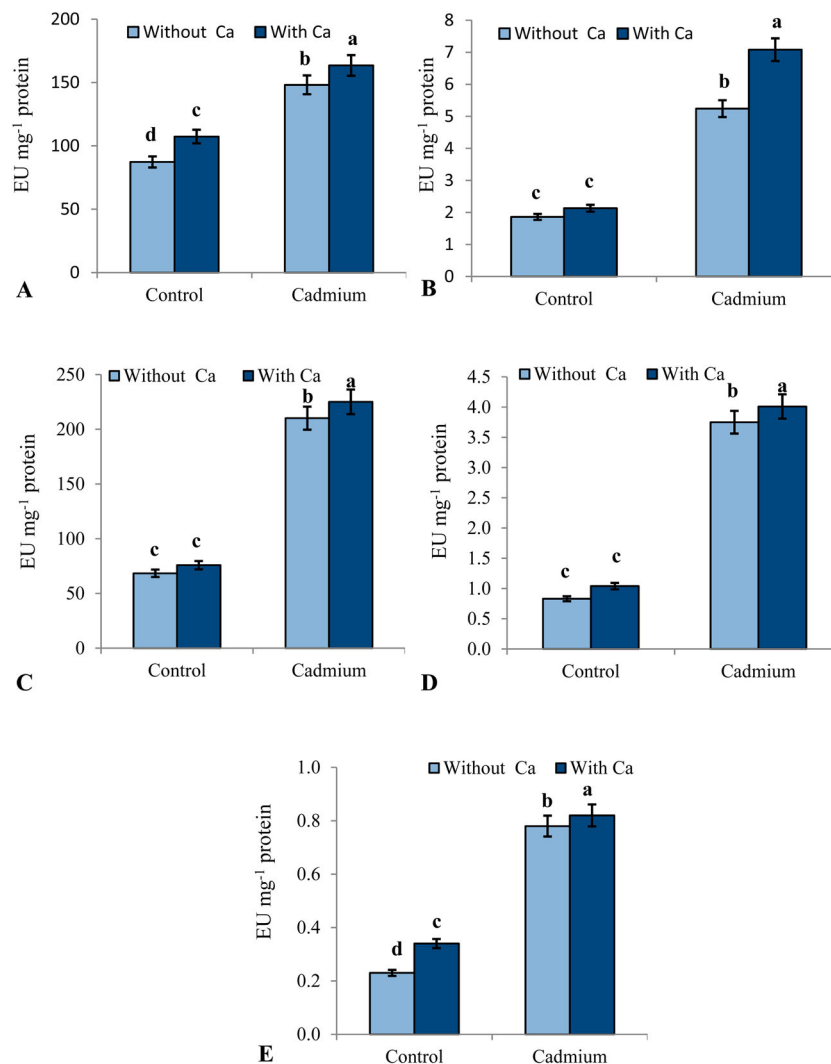 Without Ca With Ca
200
150
100
50
0
EU mg⁻¹ protein
d c b a
Control Cadmium
A
Without Ca With Ca
8
7
6
5
4
3
2
1
0
EU mg⁻¹ protein
c c b a
Control Cadmium
B
Without Ca With Ca
250
200
150
100
50
0
EU mg⁻¹ protein
c c b a
Control Cadmium
C
Without Ca With Ca
4.5
4.0
3.5
3.0
2.5
2.0
1.5
1.0
0.5
0.0
EU mg⁻¹ protein
c c b a
Control Cadmium
D
Without Ca With Ca
1.0
0.8
0.6
0.4
0.2
0.0
EU mg⁻¹ protein
d c b a
Control Cadmium
E